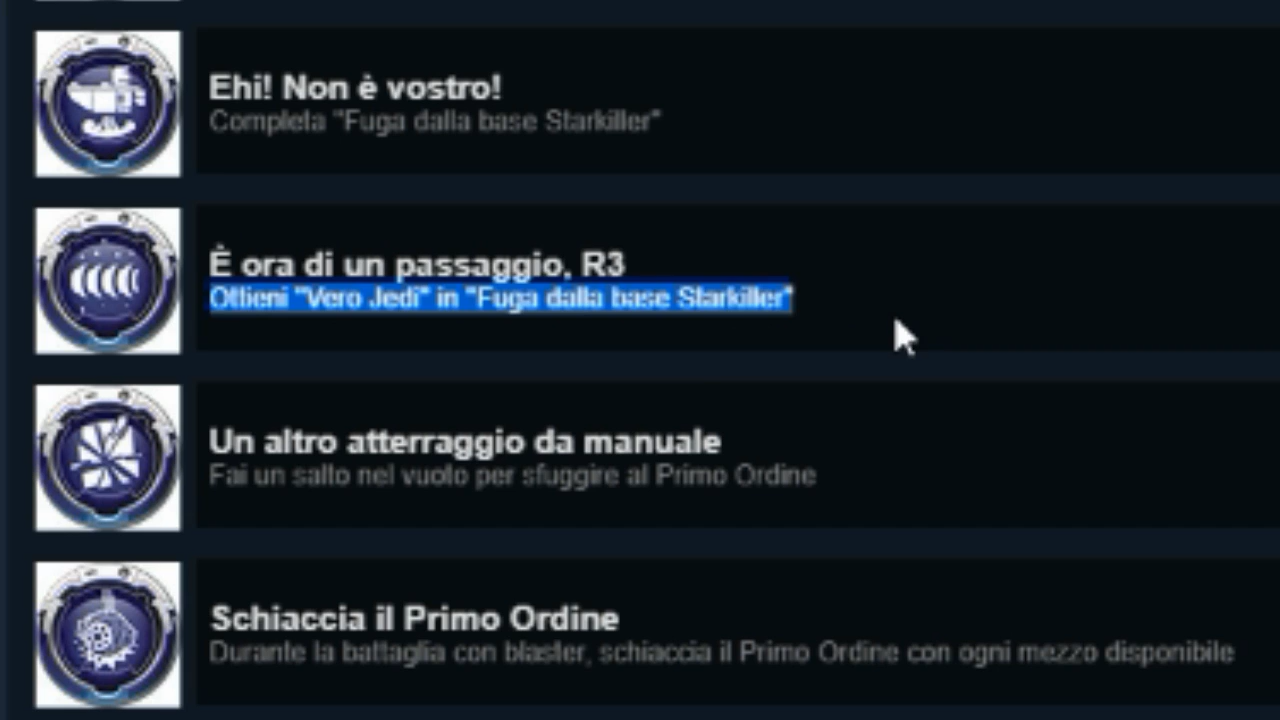 Ehi! Non è vostro!
Completa "Fuga dalla base Starkiller"
È ora di un passaggio, R3
Ottieni "Vero Jedi" in "Fuga dalla base Starkiller"
Un altro atterraggio da manuale
Fai un salto nel vuoto per sfuggire al Primo Ordine
Schiaccia il Primo Ordine
Durante la battaglia con blaster, schiaccia il Primo Ordine con ogni mezzo disponibile